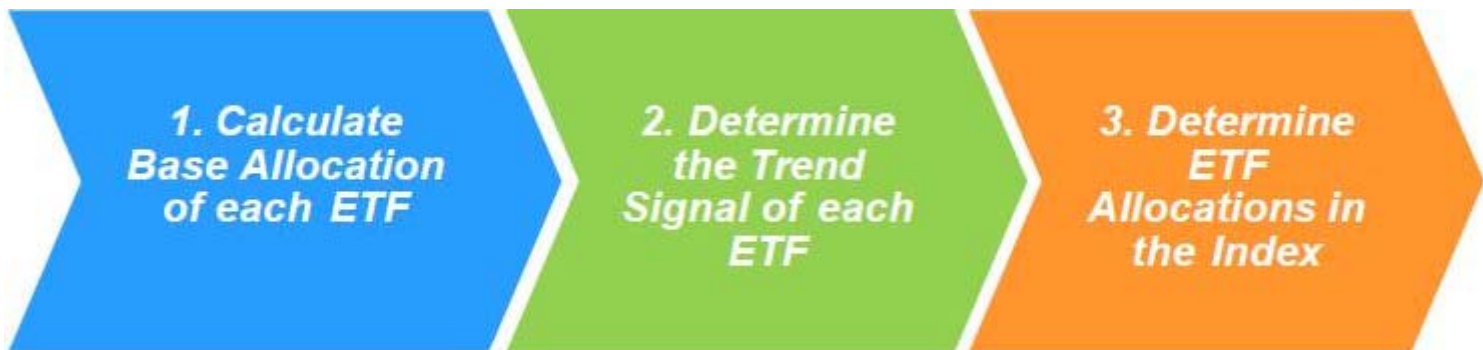 1. Calculate
Base Allocation
of each ETF
2. Determine
the Trend
Signal of each
ETF
3. Determine
ETF
Allocations in
the Index